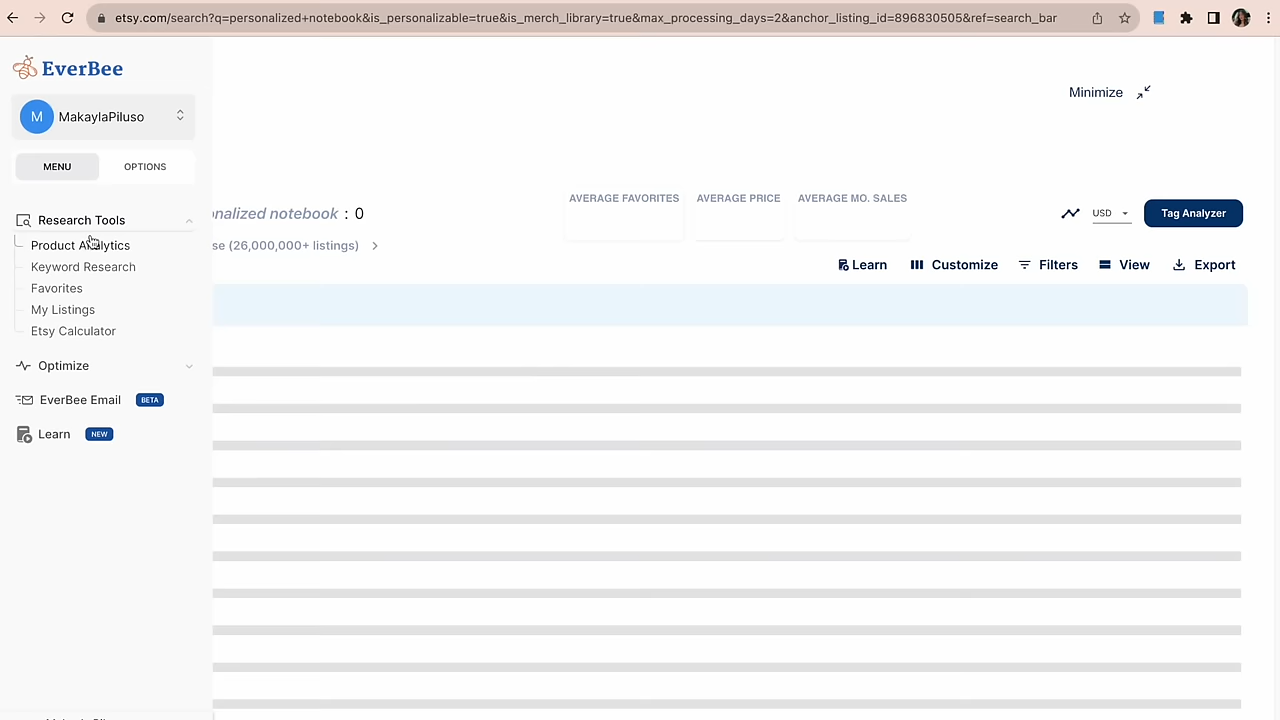 etsy.com/search?q=personalized+notebook&is_personalizable=true&is_merch_library=true&max_processing_days=2&anchor_listing_id=896830505&ref=search_bar
EverBee
M MakaylaPiluso
MENU OPTIONS
Research Tools
Product Analytics
Keyword Research
Favorites
My Listings
Etsy Calculator
Optimize
EverBee Email BETA
Learn NEW
Minimize
nalized notebook : 0
AVERAGE FAVORITES AVERAGE PRICE AVERAGE MO. SALES
USD
Tag Analyzer
se (26,000,000+ listings)
Learn Customize Filters View Export